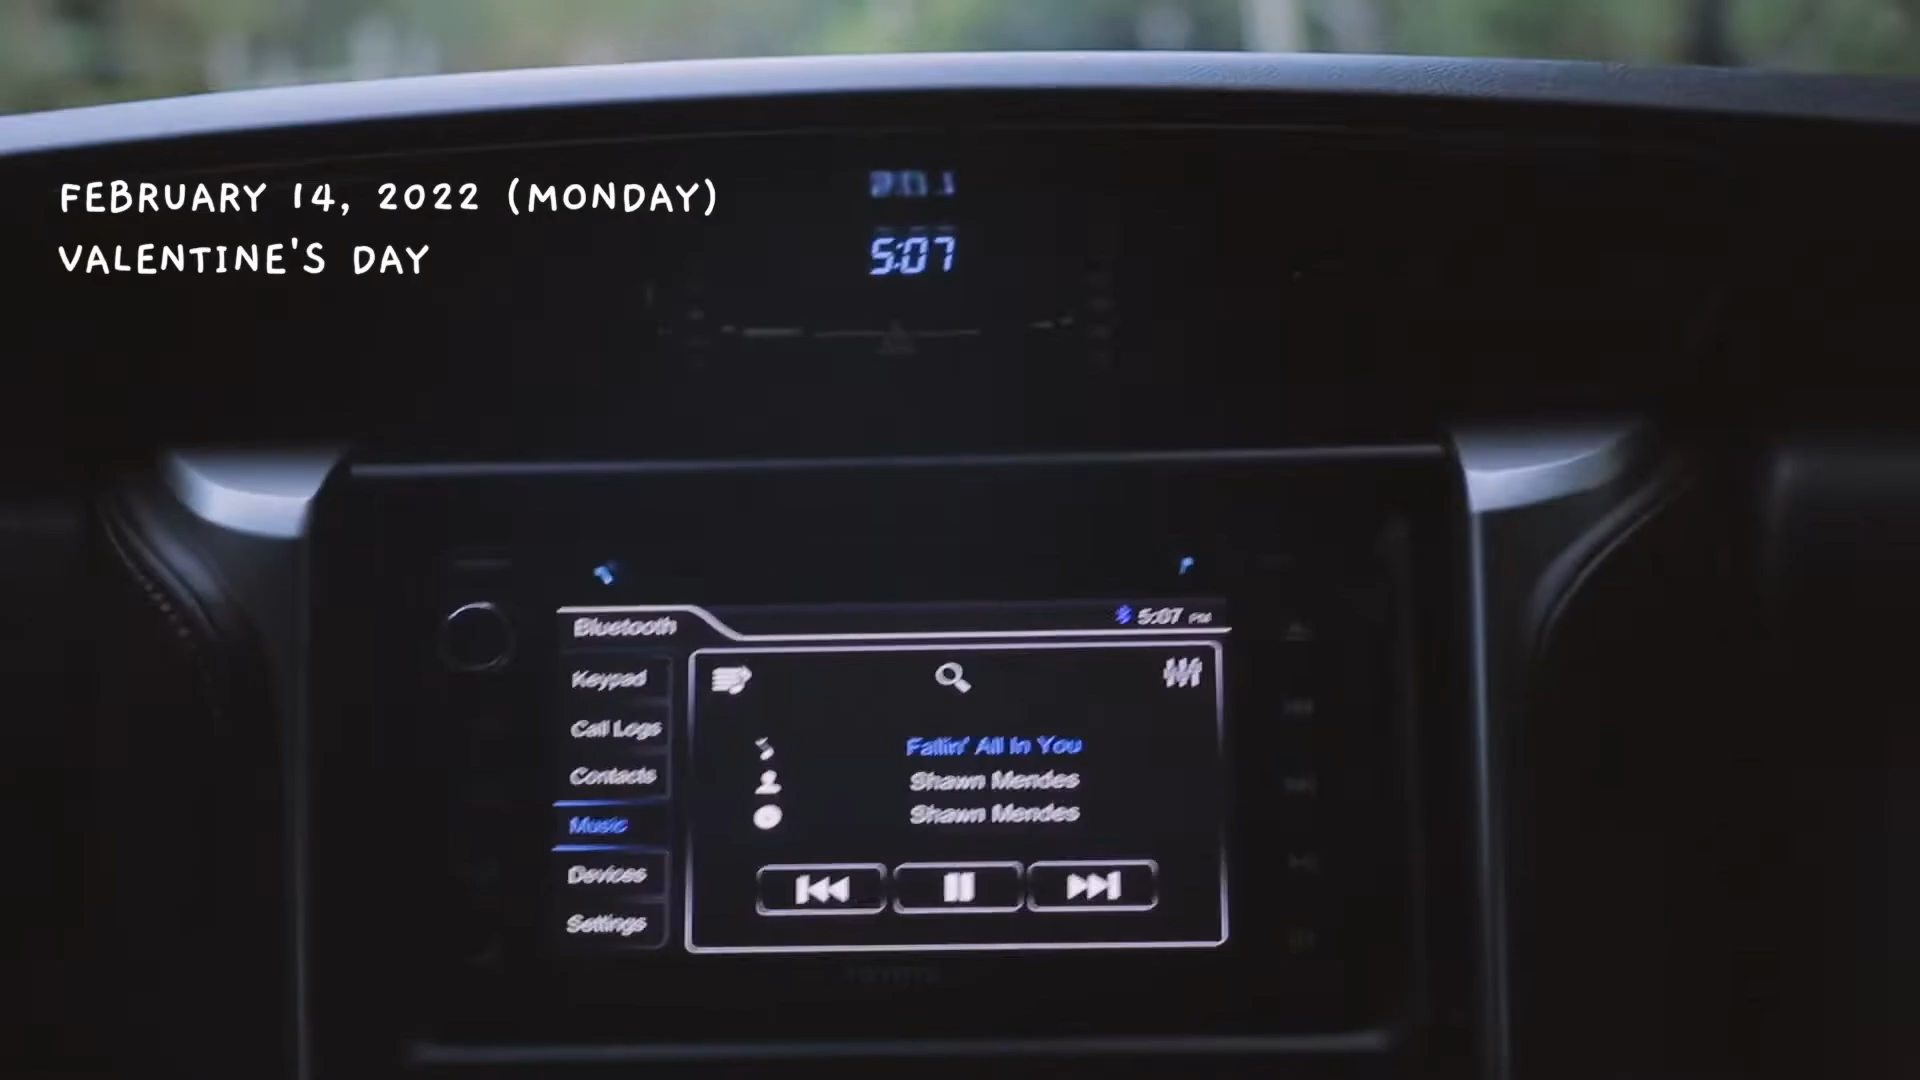 FEBRUARY 14, 2022 (MONDAY)
VALENTINE'S DAY
5:07
Bluetooth
5:07 PM
Keypad
Call Logs
Contacts
Music
Devices
Settings
Fallin' All In You
Shawn Mendes
Shawn Mendes